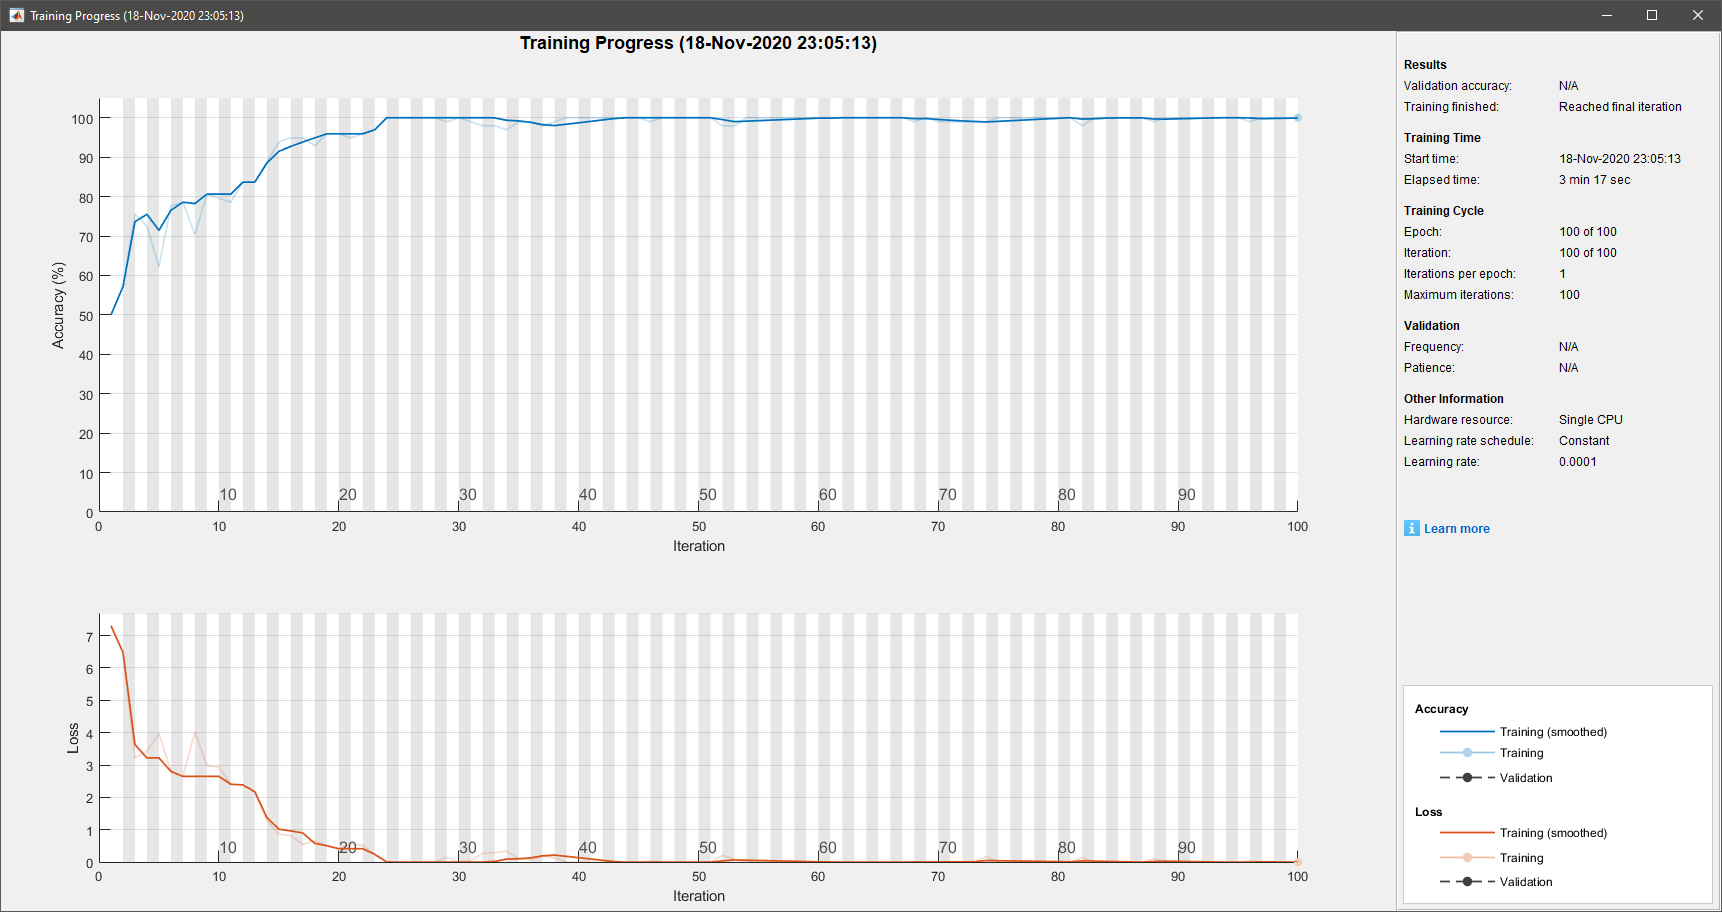 Training Progress (18-Nov-2020 23:05:13)
Training Progress (18-Nov-2020 23:05:13)
100
90
80
70
60
50
40
30
20
10
0
Accuracy (%)
10 20 30 40 50 60 70 80 90
0 10 20 30 40 50 60 70 80 90 100
Iteration
7
6
5
4
3
2
1
0
Loss
10 20 30 40 50 60 70 80 90
0 10 20 30 40 50 60 70 80 90 100
Iteration
Results
Validation accuracy: N/A
Training finished: Reached final iteration
Training Time
Start time: 18-Nov-2020 23:05:13
Elapsed time: 3 min 17 sec
Training Cycle
Epoch: 100 of 100
Iteration: 100 of 100
Iterations per epoch: 1
Maximum iterations: 100
Validation
Frequency: N/A
Patience: N/A
Other Information
Hardware resource: Single CPU
Learning rate schedule: Constant
Learning rate: 0.0001
i Learn more
Accuracy
Training (smoothed)
Training
Validation
Loss
Training (smoothed)
Training
Validation